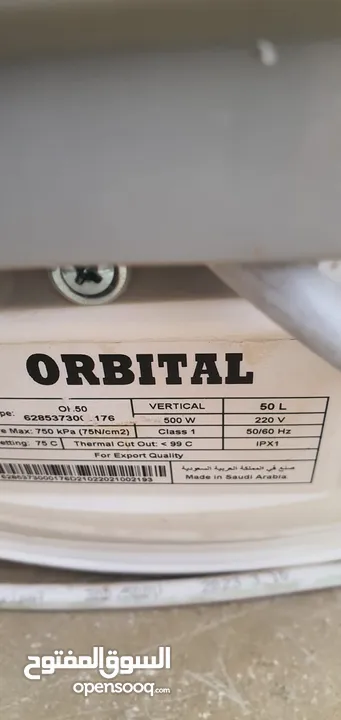 ORBITAL
VERTICAL 50 L
pe: 62853730 176 500 W 220 V
e Max: 750 kPa (75N/cm2) Class 1 50/60 Hz
etting: 75 C Thermal Cut Out: < 99 C IPX1
For Export Quality
صنع في المملكة العربية السعودية
Made in Saudi Arabia
6285373000176D21022021002193
السوق المفتوح
opensooq.com